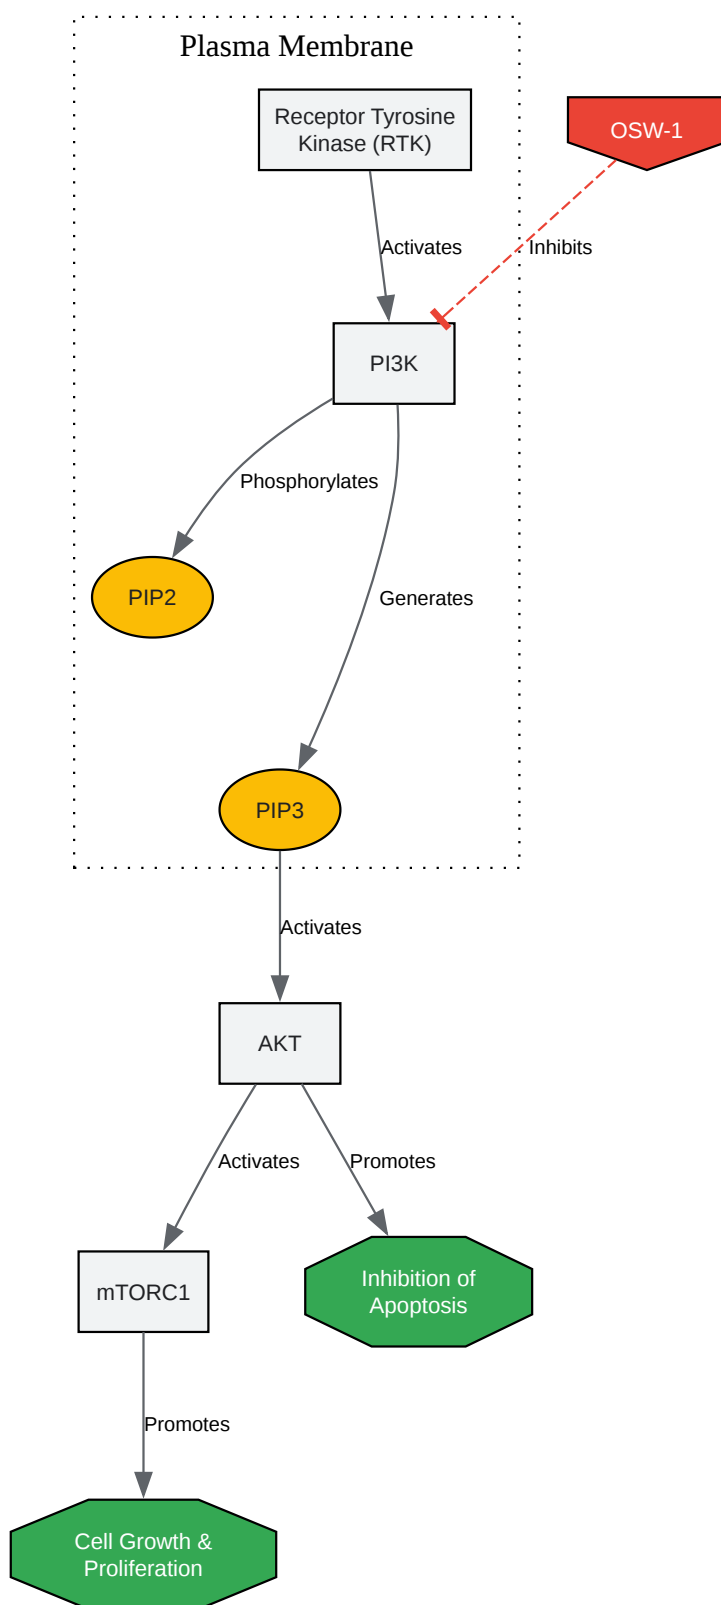 Plasma Membrane
Receptor Tyrosine
Kinase (RTK)
OSW-1
Activates
Inhibits
PI3K
Phosphorylates
PIP2
Generates
PIP3
Activates
AKT
Activates
Promotes
mTORC1
Inhibition of
Apoptosis
Promotes
Cell Growth &
Proliferation